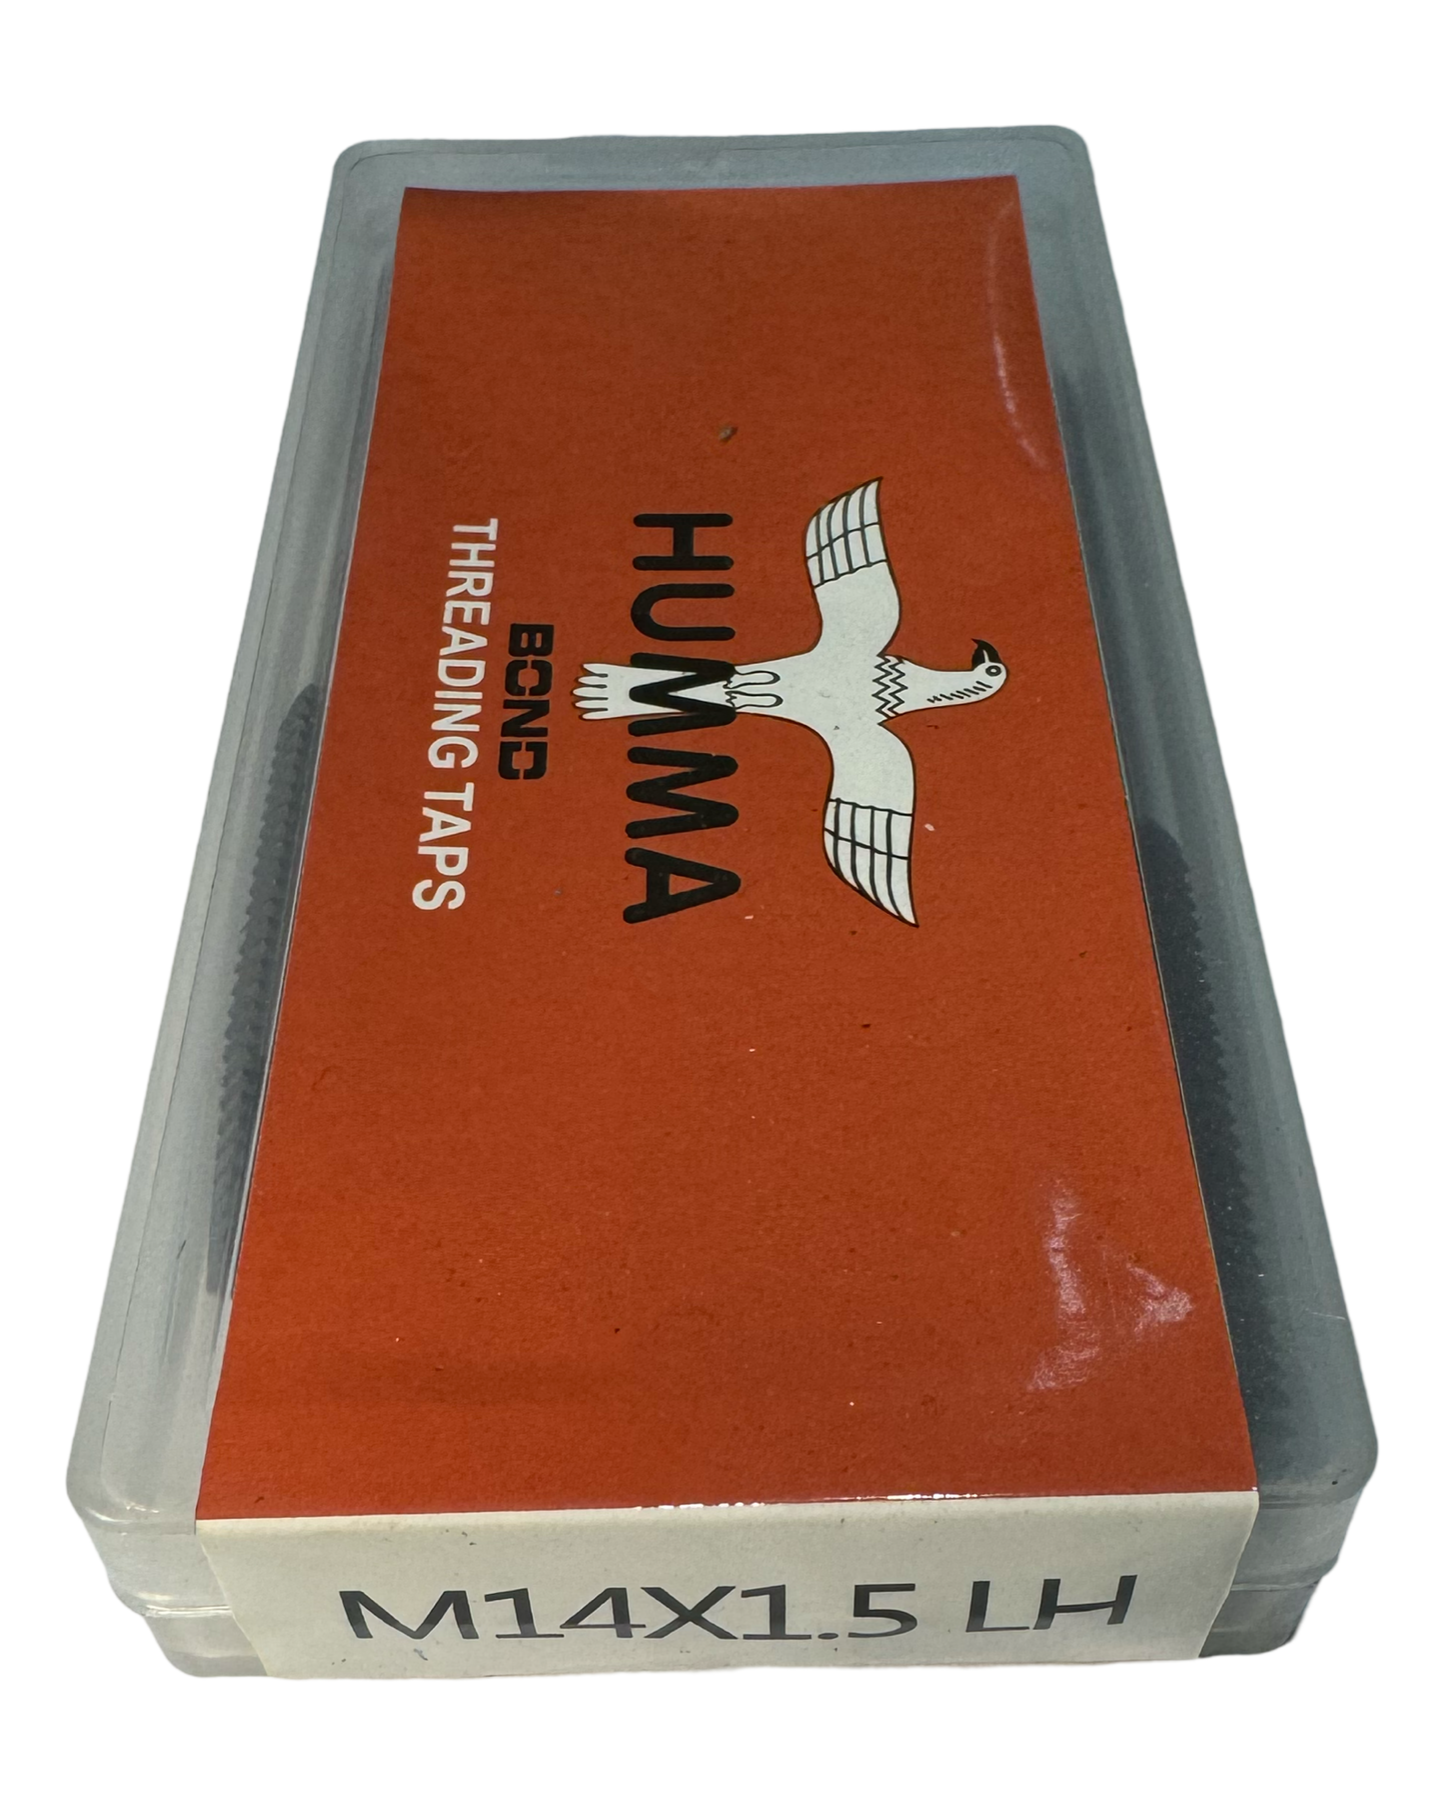 HUMMA
BOND
THREADING TAPS
M14X1.5 LH